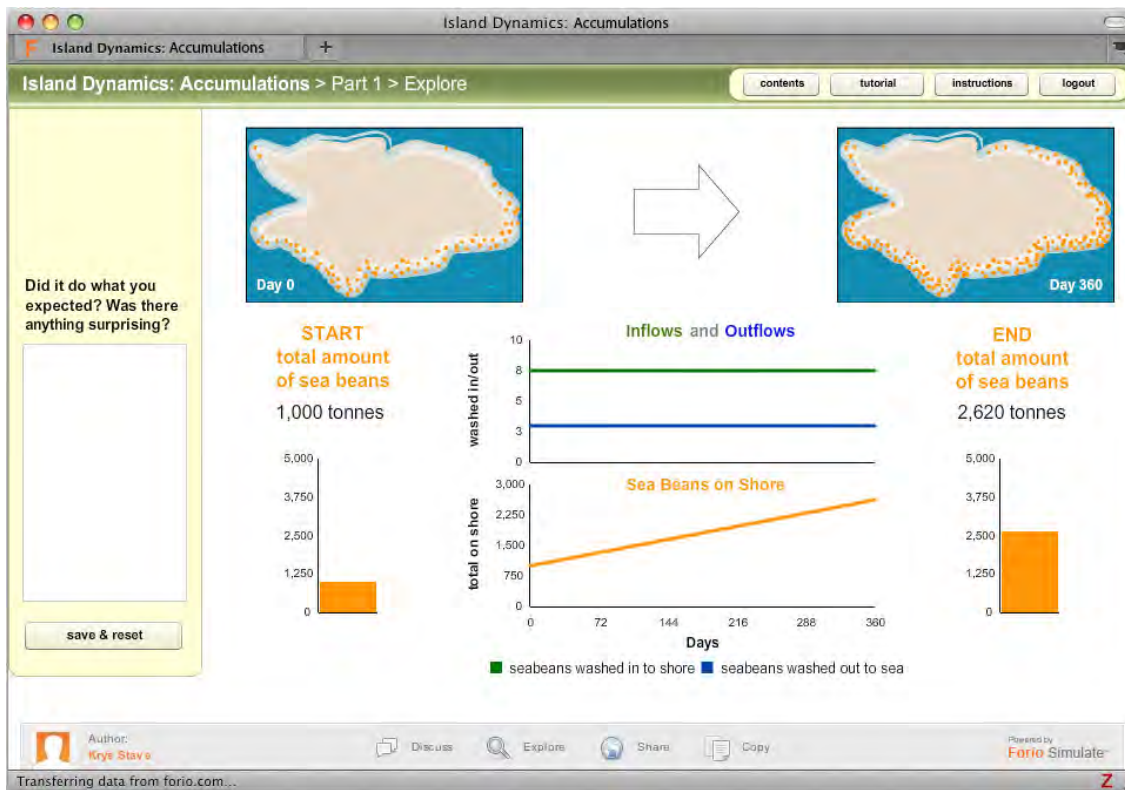 Island Dynamics: Accumulations
F Island Dynamics: Accumulations +
Island Dynamics: Accumulations > Part 1 > Explore
contents tutorial instructions logout
Day 0
Day 360
Did it do what you
expected? Was there
anything surprising?
save & reset
START
total amount
of sea beans
1,000 tonnes
5,000
3,750
2,500
1,250
0
Inflows and Outflows
washed in/out
10
8
5
3
0
Sea Beans on Shore
total on shore
3,000
2,250
1,500
750
0
0 72 144 216 288 360
Days
seabeans washed in to shore seabeans washed out to sea
END
total amount
of sea beans
2,620 tonnes
5,000
3,750
2,500
1,250
0
Author:
Krys Stave
Discuss Explore Share Copy
Powered by
Forio Simulate
Transferring data from forio.com...
Z